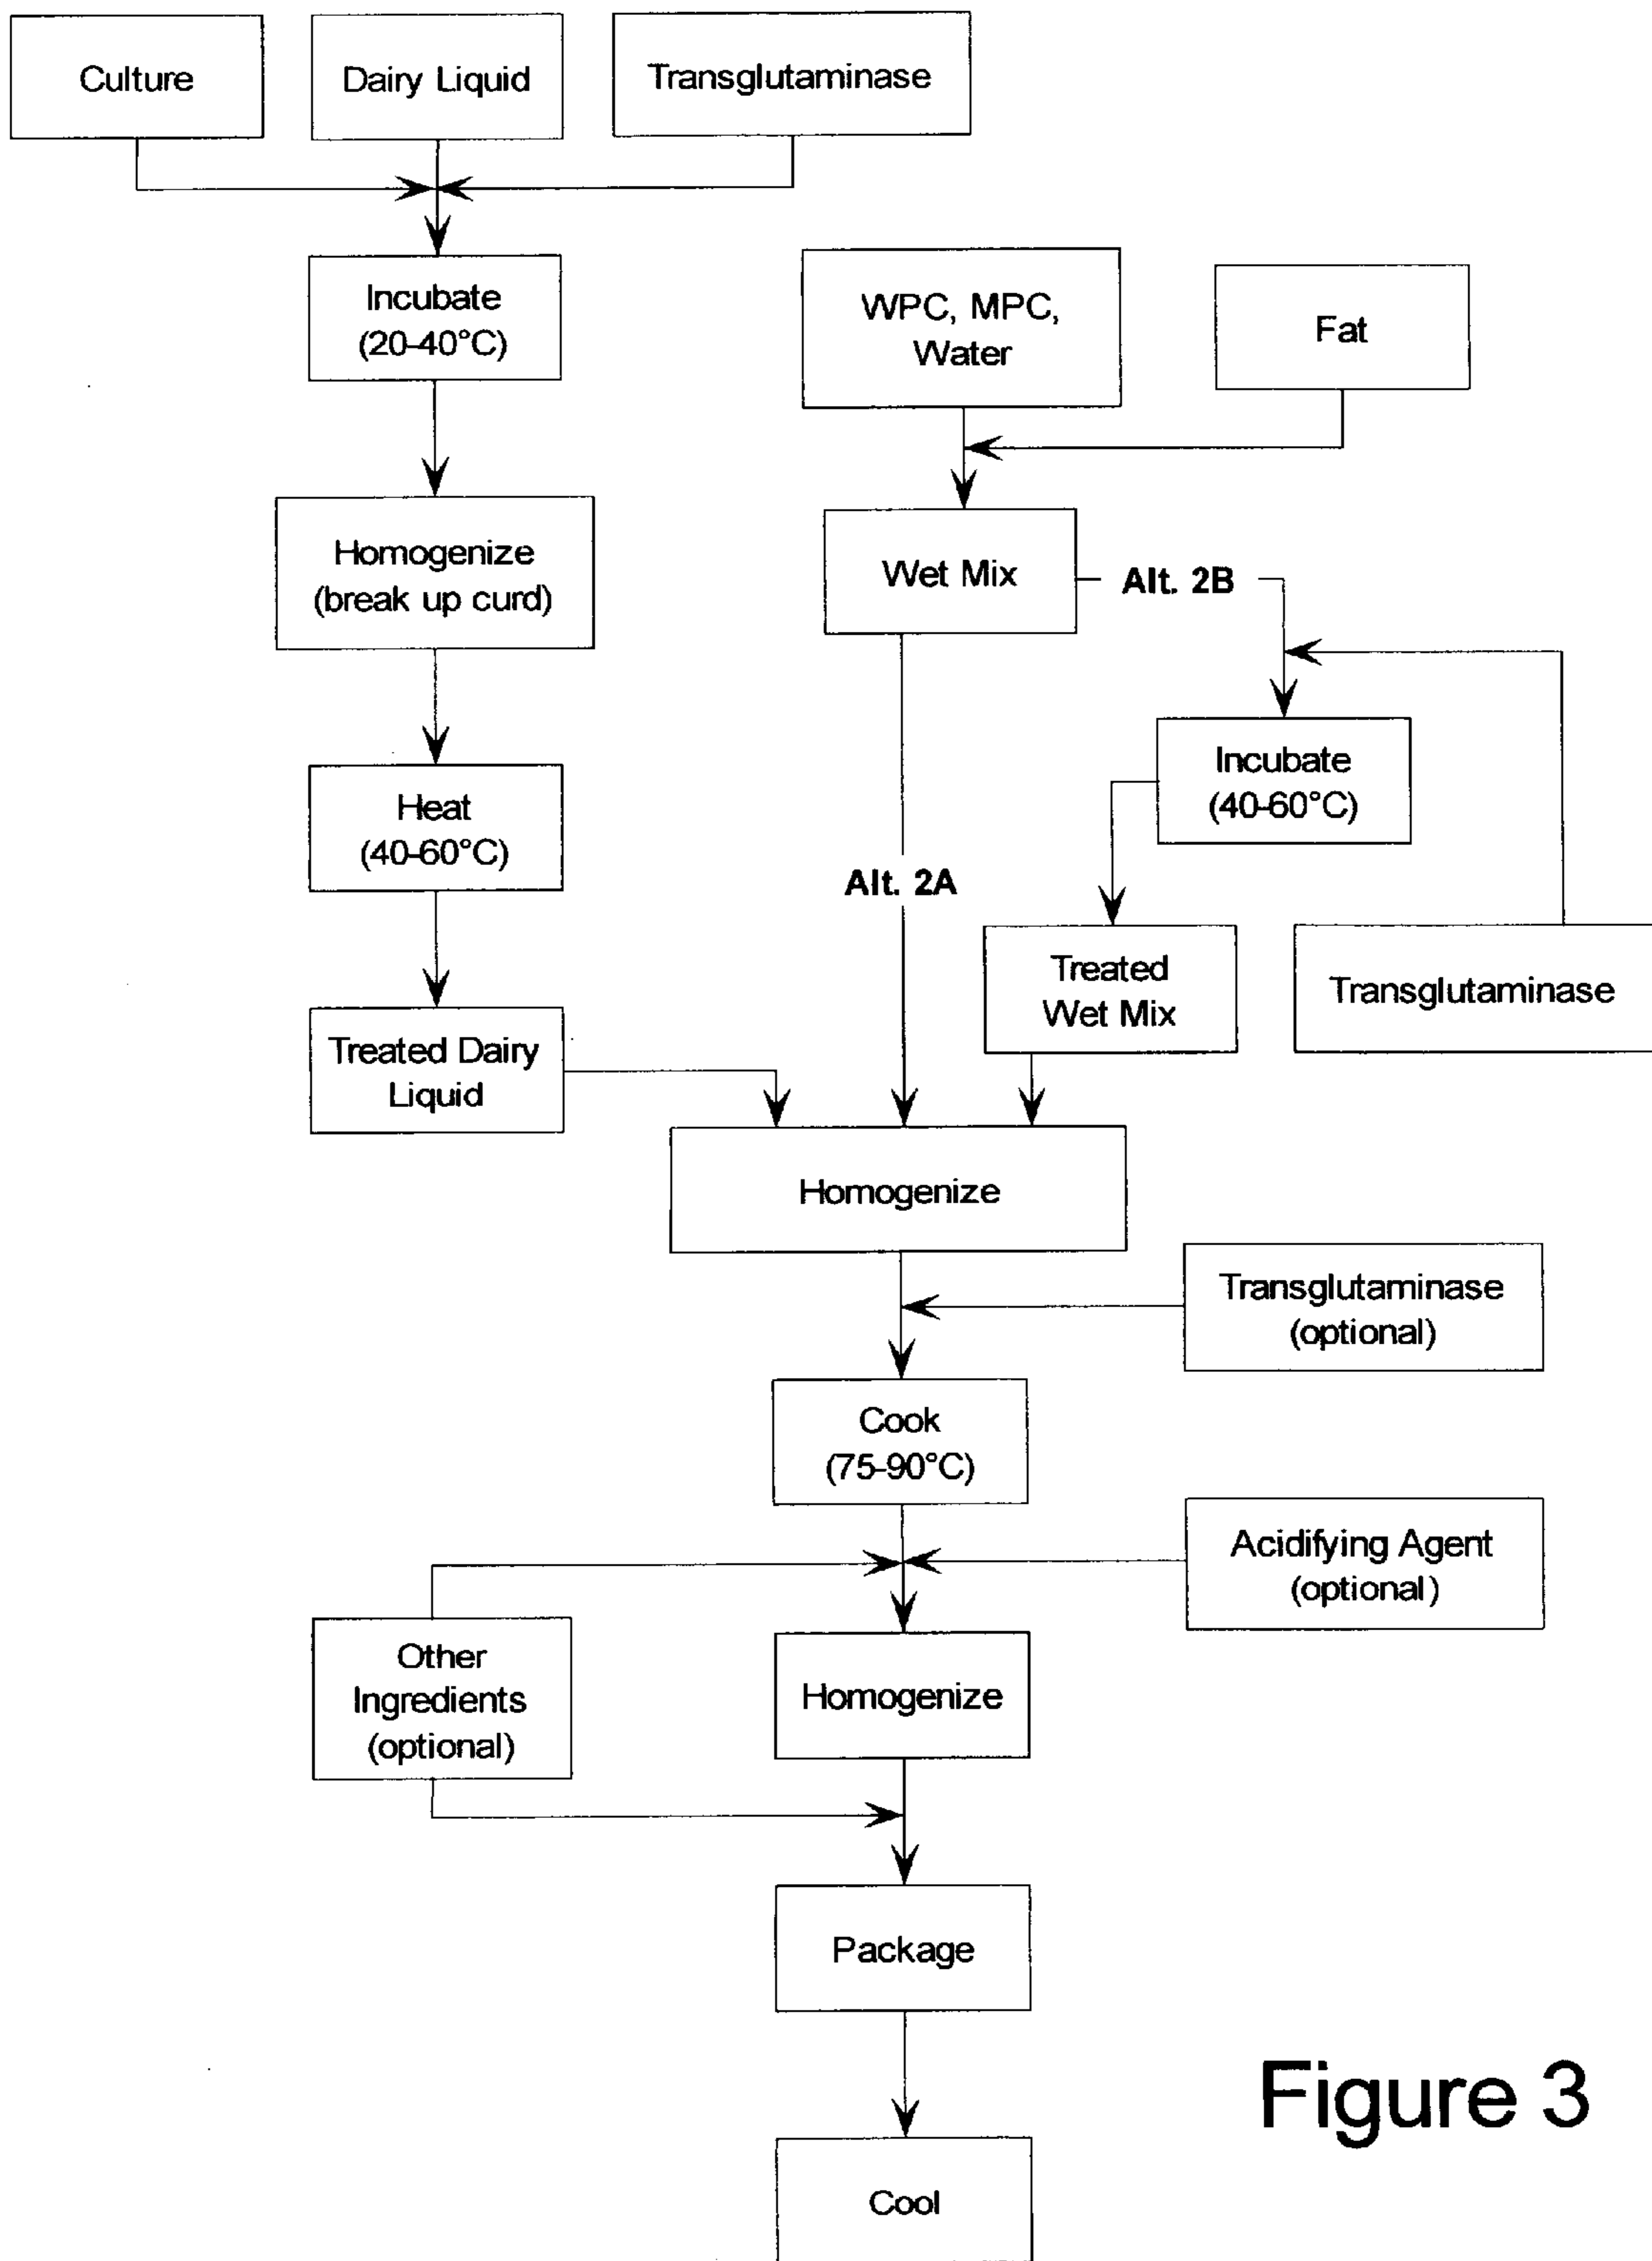 Culture
Dairy Liquid
Transglutaminase
Incubate
(20-40°C)
WPC, MPC,
Water
Fat
Homogenize
(break up curd)
Wet Mix
Alt. 2B
Heat
(40-60°C)
Incubate
(40-60°C)
Alt. 2A
Treated Dairy
Liquid
Treated
Wet Mix
Transglutaminase
Homogenize
Transglutaminase
(optional)
Cook
(75-90°C)
Acidifying Agent
(optional)
Other
Ingredients
(optional)
Homogenize
Package
Cool
Figure 3